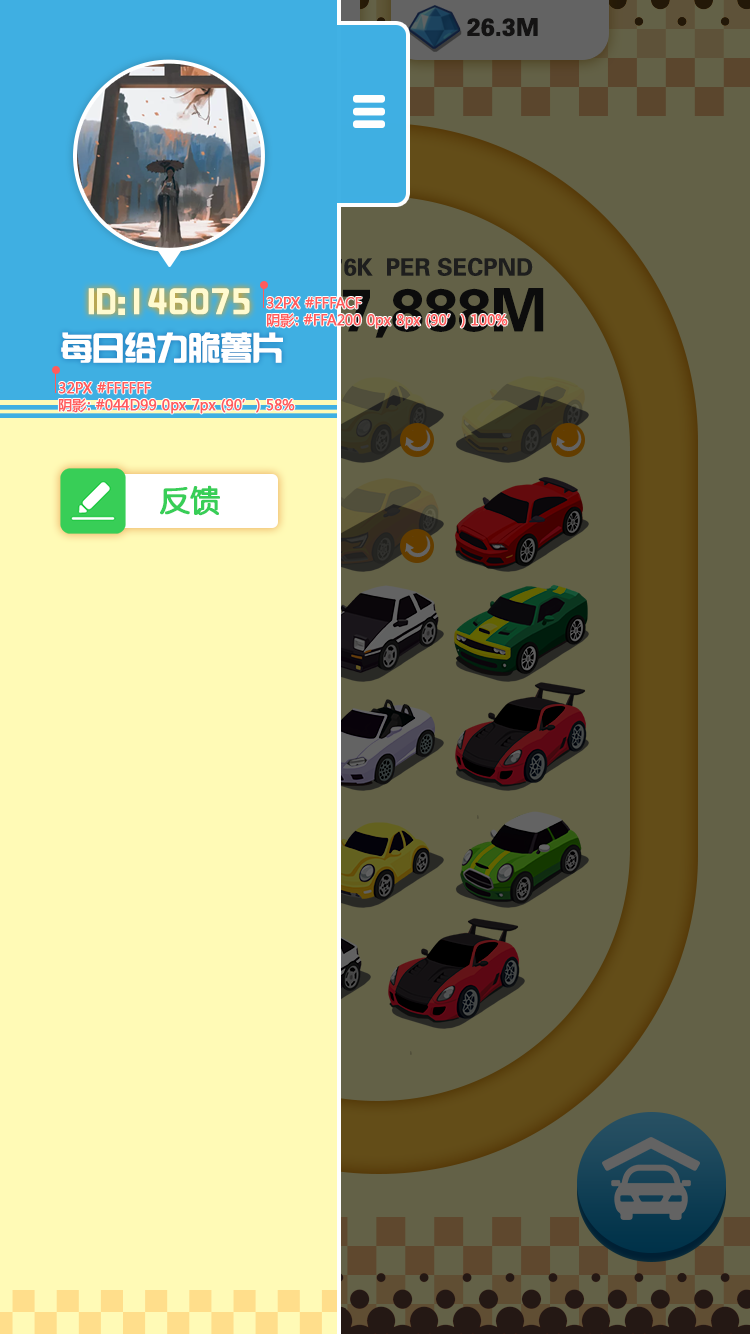 26.3M
6K PER SECPND
7,888M
ID:146075
32PX #FFFACF
阴影: #FFA200 0px 8px (90°) 100%
每日给力脆薯片
32PX #FFFFFF
阴影: #044D99 0px 7px (90°) 58%
反馈